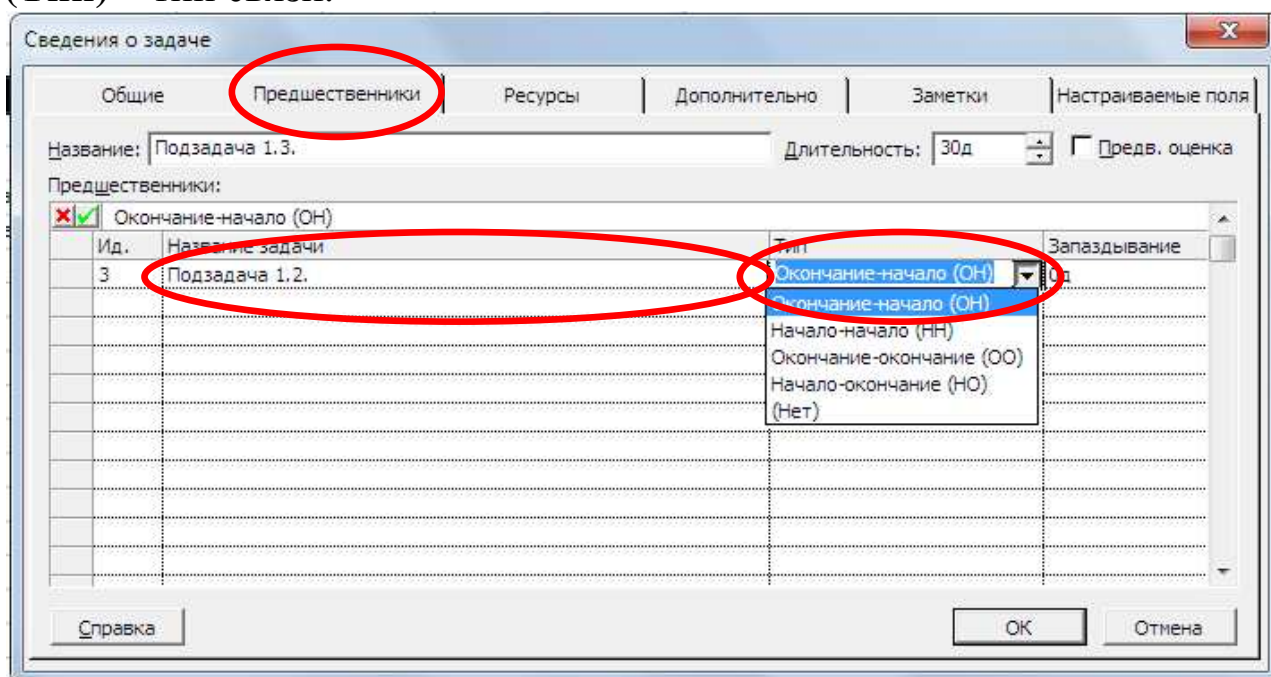 Сведения о задаче
Общие Предшественники Ресурсы Дополнительно Заметки Настраиваемые поля
Название: Подзадача 1.3. Длительность: 30д Предв. оценка
Предшественники:
Окончание-начало (ОН)
Ид. Название задачи Тип Запаздывание
3 Подзадача 1.2. Окончание-начало (ОН) 0д
Окончание-начало (ОН)
Начало-начало (НН)
Окончание-окончание (ОО)
Начало-окончание (НО)
(Нет)
Справка ОК Отмена